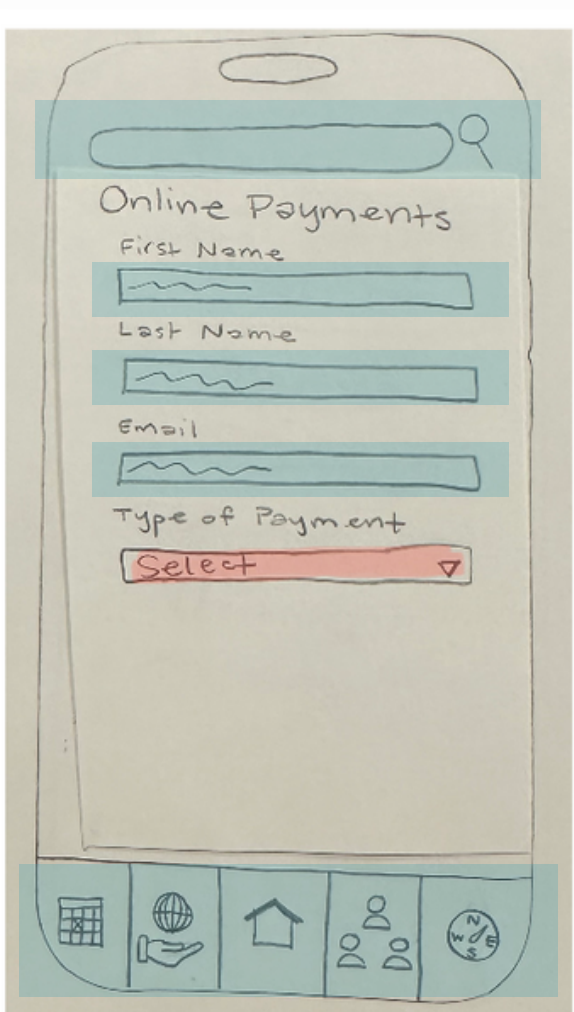 Online Payments
First Name
Last Name
Email
Type of Payment
Select
N
W E
S